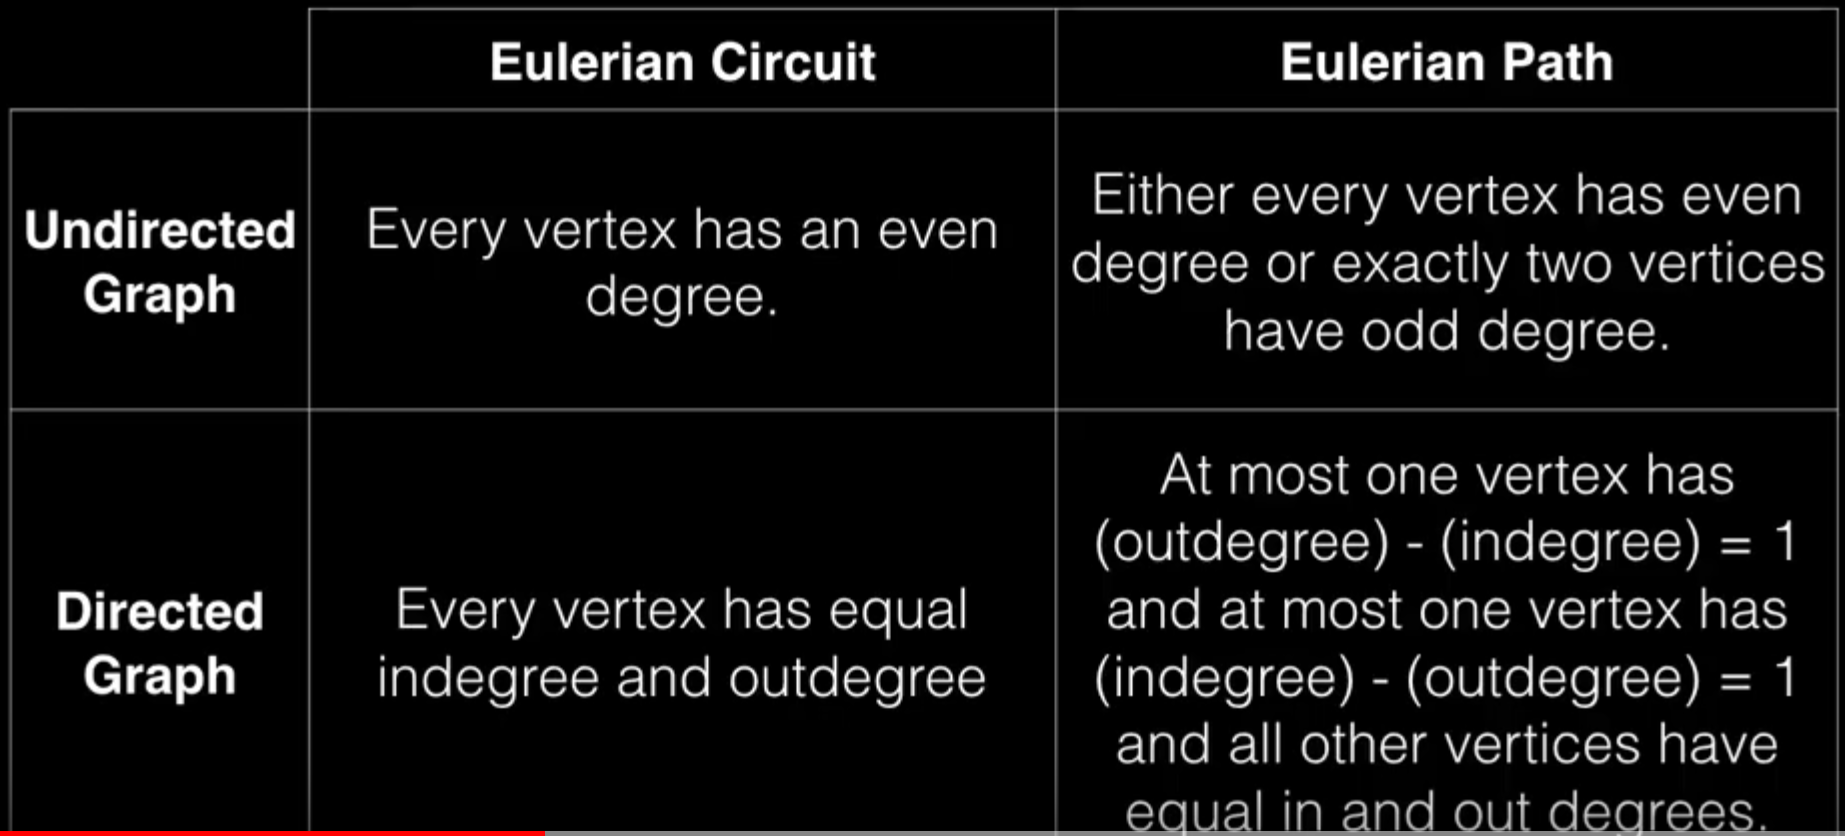 Eulerian Circuit
Eulerian Path
Undirected
Graph
Every vertex has an even
degree.
Either every vertex has even
degree or exactly two vertices
have odd degree.
Directed
Graph
Every vertex has equal
indegree and outdegree
At most one vertex has
(outdegree) - (indegree) = 1
and at most one vertex has
(indegree) - (outdegree) = 1
and all other vertices have
equal in and out degrees.